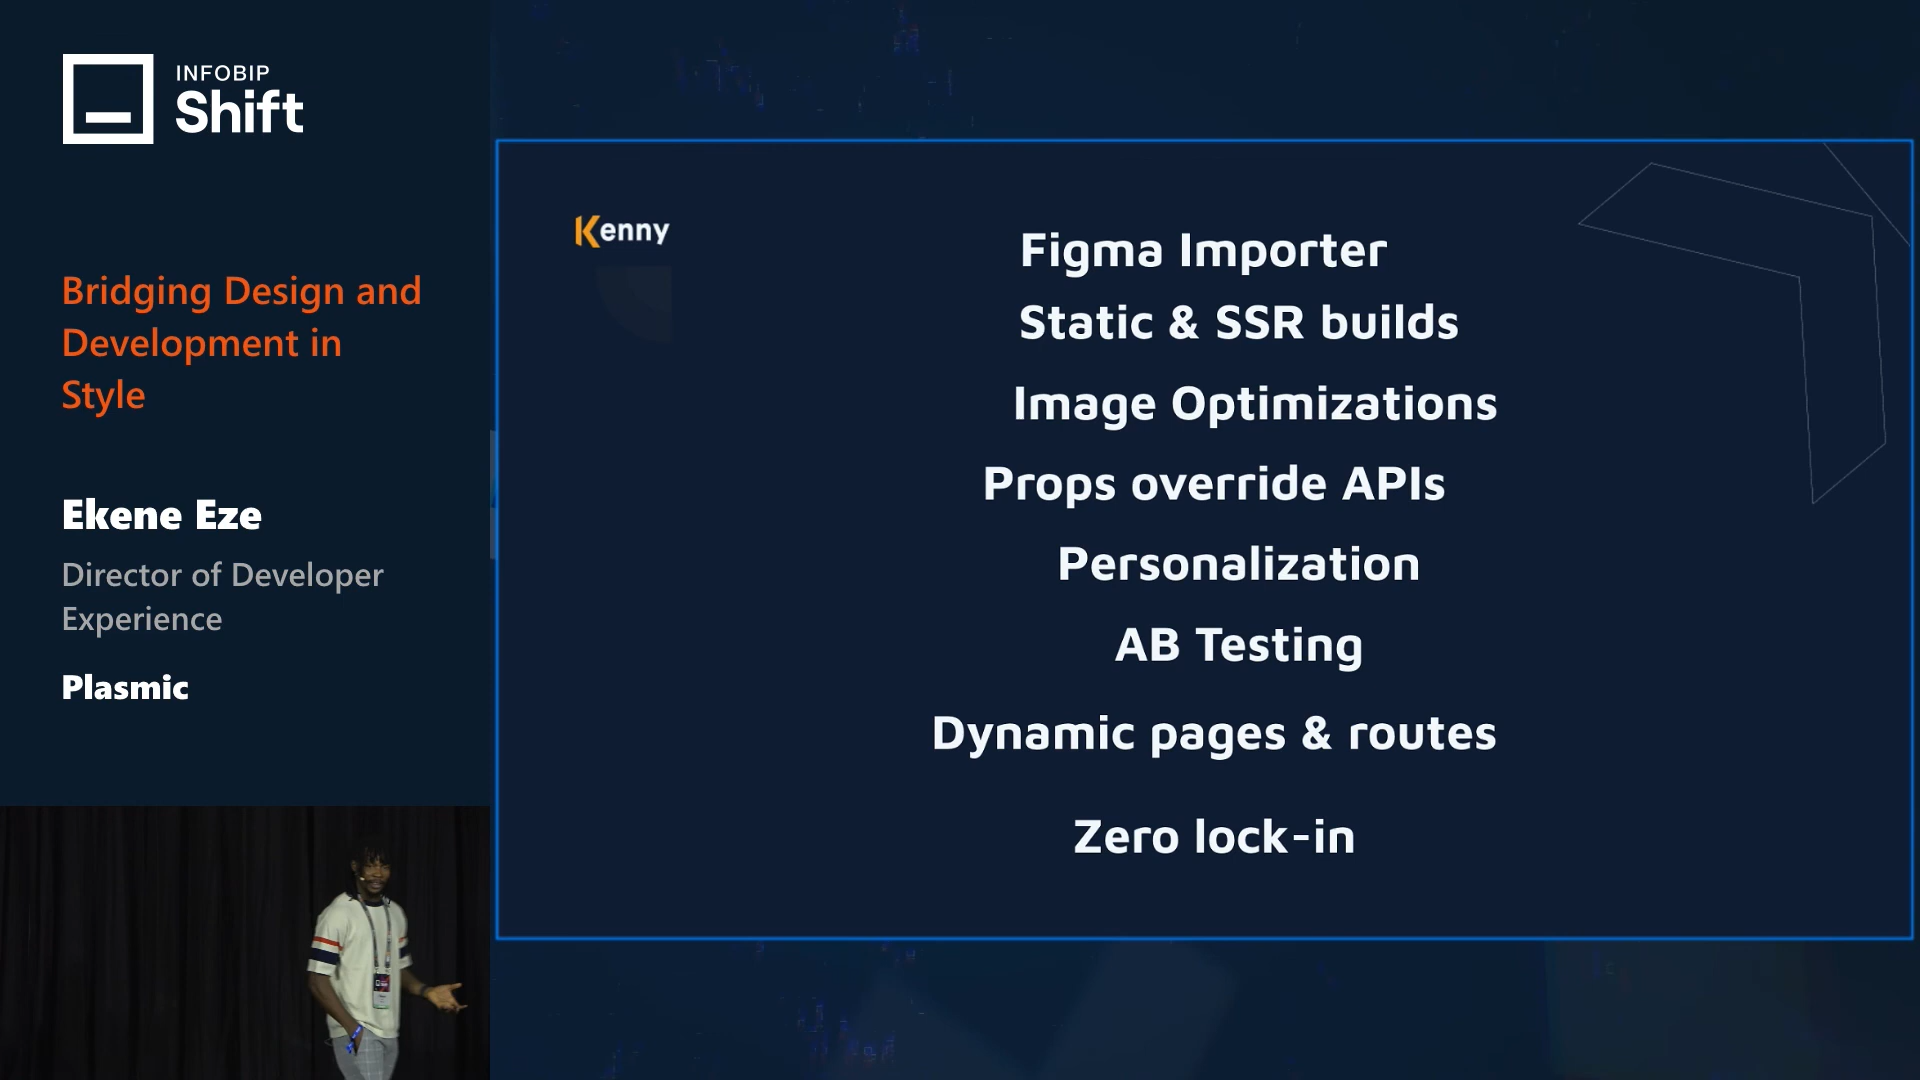 INFOBIP
Shift
Bridging Design and
Development in
Style
Ekene Eze
Director of Developer
Experience
Plasmic
Kenny
Figma Importer
Static & SSR builds
Image Optimizations
Props override APIs
Personalization
AB Testing
Dynamic pages & routes
Zero lock-in